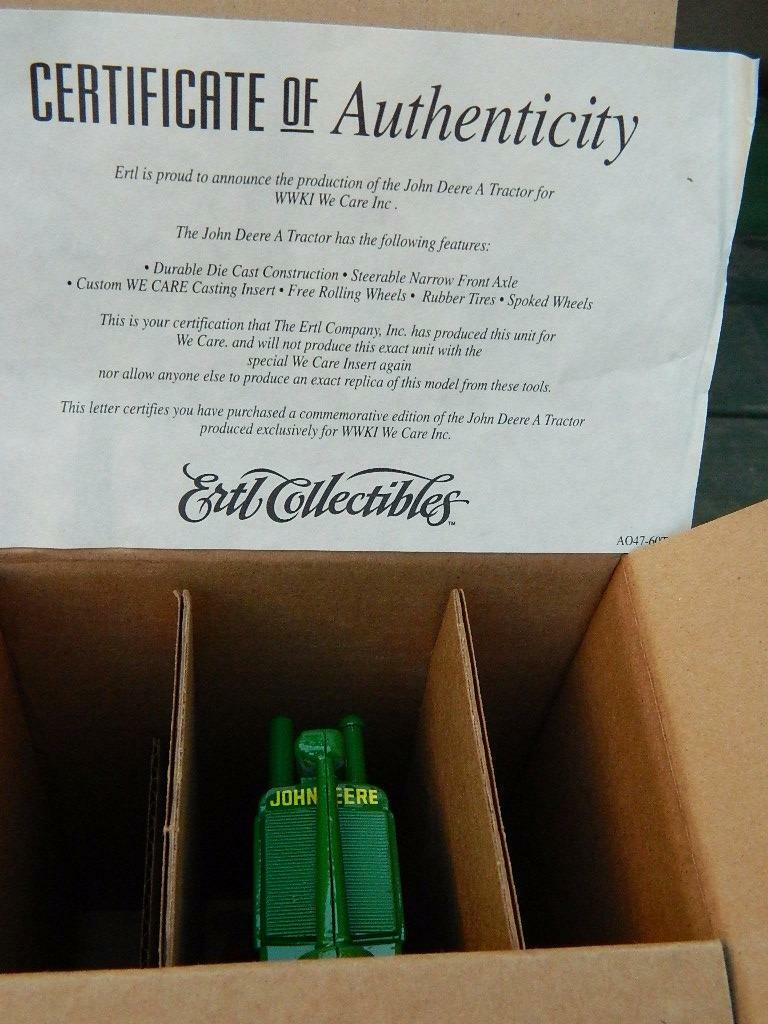 CERTIFICATE OF Authenticity
Ertl is proud to announce the production of the John Deere A Tractor for
WWKI We Care Inc .
The John Deere A Tractor has the following features:
• Durable Die Cast Construction • Steerable Narrow Front Axle
• Custom WE CARE Casting Insert • Free Rolling Wheels • Rubber Tires • Spoked Wheels
This is your certification that The Ertl Company, Inc. has produced this unit for
We Care. and will not produce this exact unit with the
special We Care Insert again
nor allow anyone else to produce an exact replica of this model from these tools.
This letter certifies you have purchased a commemorative edition of the John Deere A Tractor
produced exclusively for WWKI We Care Inc.
Ertl Collectibles™
JOHN EERE